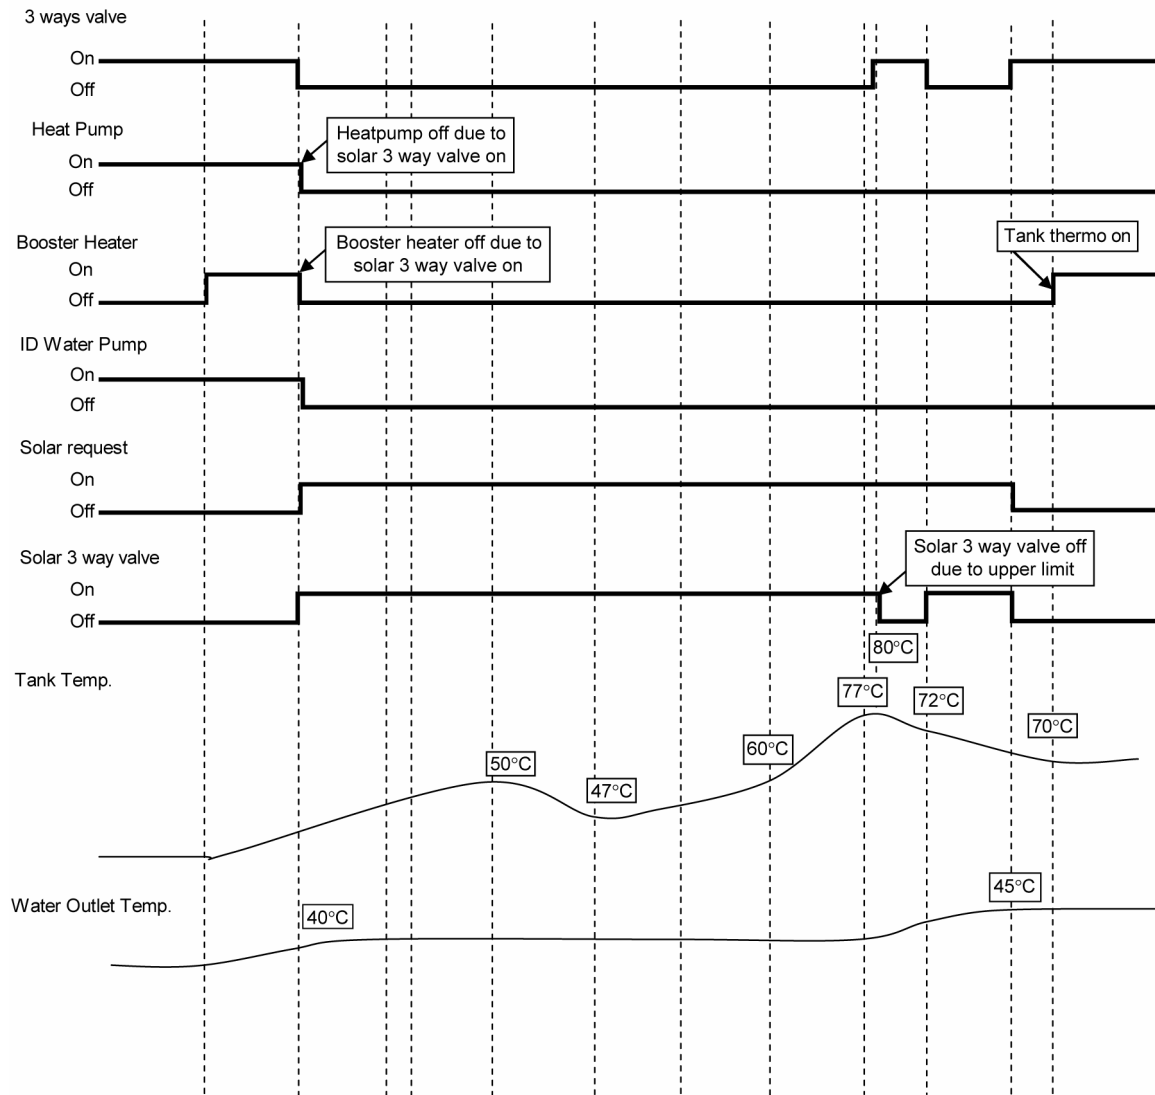 3 ways valve
On
Off
Heat Pump
On
Off
Heatpump off due to
solar 3 way valve on
Booster Heater
On
Off
Booster heater off due to
solar 3 way valve on
Tank thermo on
ID Water Pump
On
Off
Solar request
On
Off
Solar 3 way valve
On
Off
Solar 3 way valve off
due to upper limit
Tank Temp.
50°C
47°C
60°C
77°C
80°C
72°C
70°C
Water Outlet Temp.
40°C
45°C